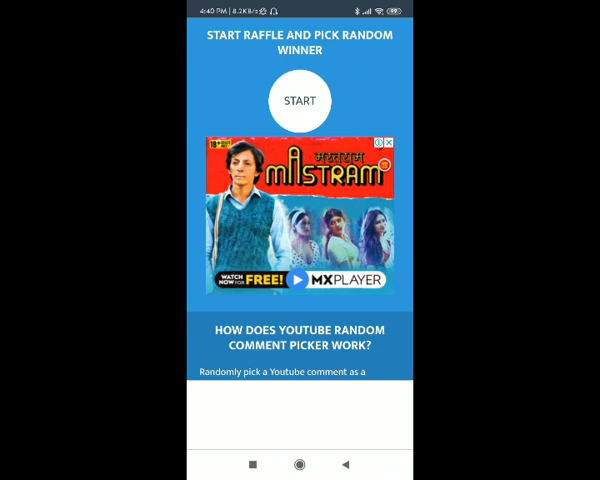 4:40 PM | 8.2KB/s
99
START RAFFLE AND PICK RANDOM
WINNER
START
18+
मस्तराम
MASTRAM
WATCH
NOW FOR FREE!
MXPLAYER
HOW DOES YOUTUBE RANDOM
COMMENT PICKER WORK?
Randomly pick a Youtube comment as a